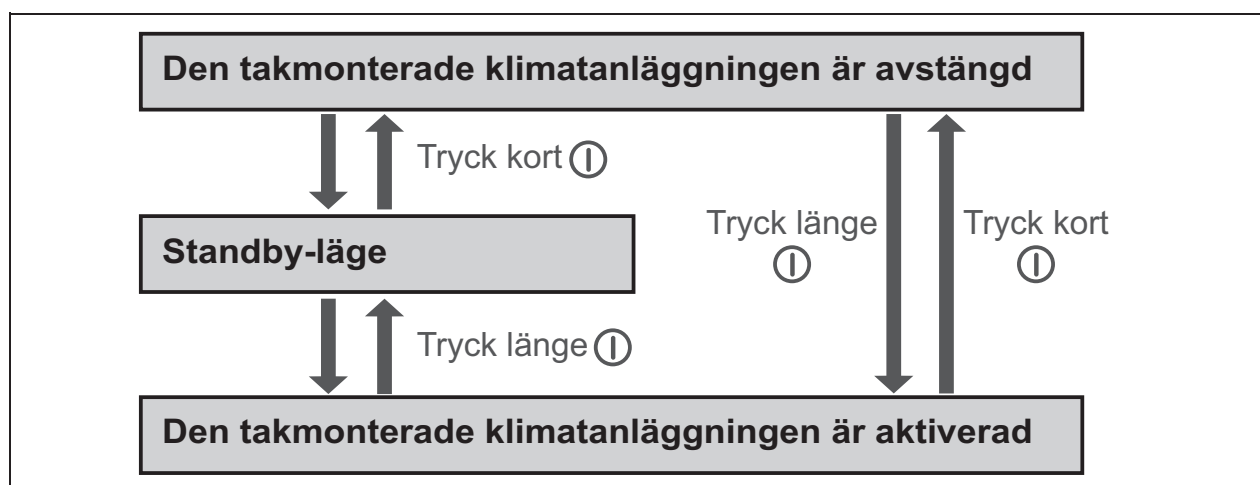 Den takmonterade klimatanläggningen är avstängd
Tryck kort
Standby-läge
Tryck länge
Tryck kort
Tryck länge
Den takmonterade klimatanläggningen är aktiverad